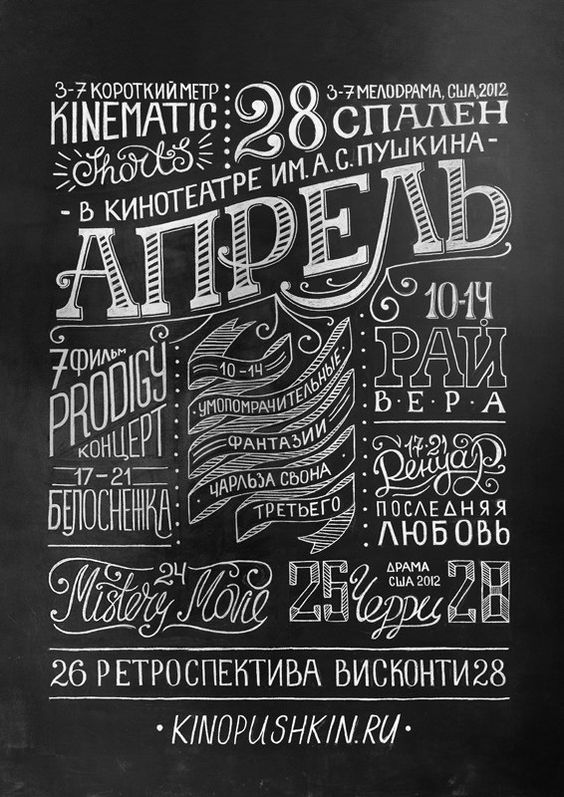 3-7 КОРОТКИЙ МЕТР
KINEMATIC
Shorts
28
3-7 МЕЛОДРАМА, США, 2012
СПАЛЕН
- В КИНОТЕАТРЕ ИМ. А. С. ПУШКИНА -
АПРЕЛЬ
7 ФИЛЬМ
PRODIGY
КОНЦЕРТ
17-21
БЕЛОСНЕЖКА
10-14
УМОПОМРАЧИТЕЛЬНЫЕ
ФАНТАЗИИ
ЧАРЛЬЗА СВОНА
ТРЕТЬЕГО
10-14
РАЙ
ВЕРА
17-21
Ренуар
ПОСЛЕДНЯЯ
ЛЮБОВЬ
24
Mistery Movie
25 Черри 28
ДРАМА
США 2012
26 РЕТРОСПЕКТИВА ВИСКОНТИ 28
• KINOPUSHKIN.RU •